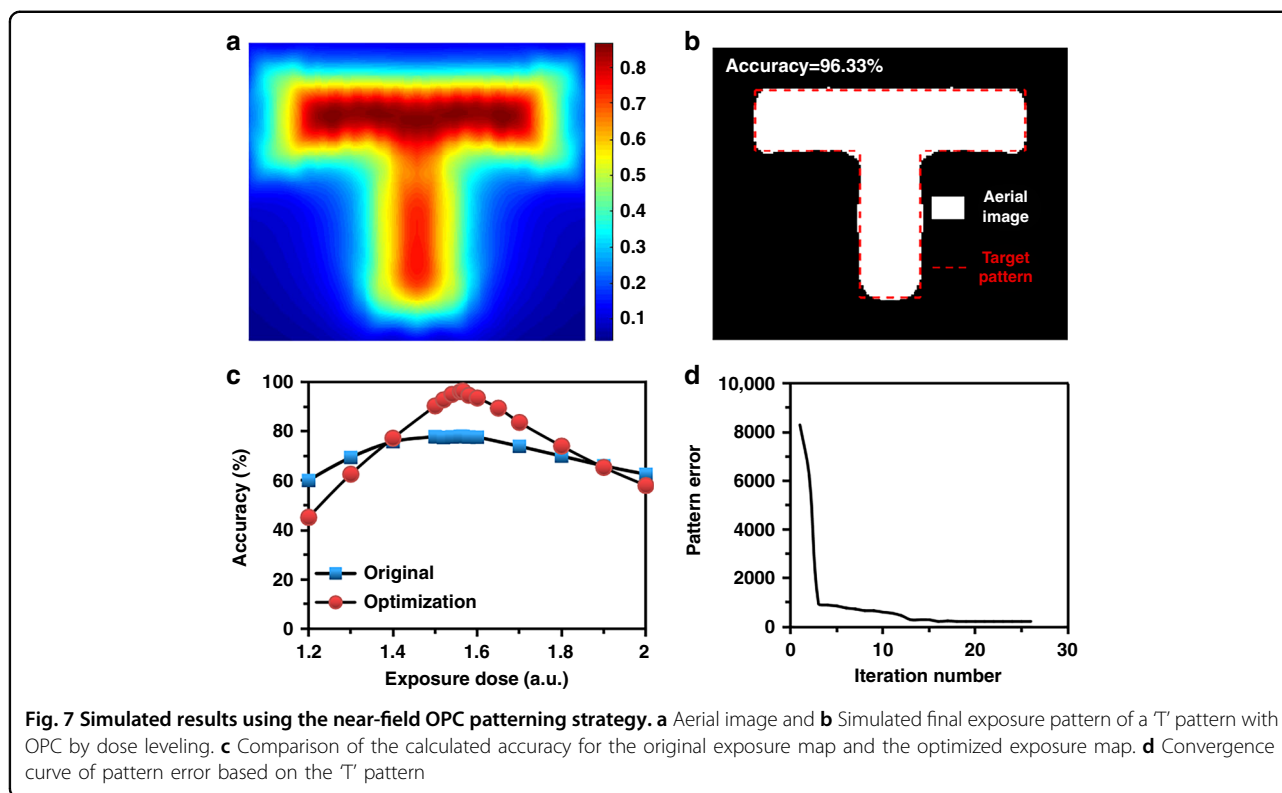 a
0.8
0.7
0.6
0.5
0.4
0.3
0.2
0.1
b
Accuracy=96.33%
Aerial
image
Target
pattern
c
100
80
60
40
20
0
Accuracy (%)
Original
Optimization
1.2
1.4
1.6
1.8
2
Exposure dose (a.u.)
d
10,000
8000
6000
4000
2000
0
Pattern error
0
10
20
30
Iteration number
Fig. 7 Simulated results using the near-field OPC patterning strategy. a Aerial image and b Simulated final exposure pattern of a 'T' pattern with
OPC by dose leveling. c Comparison of the calculated accuracy for the original exposure map and the optimized exposure map. d Convergence
curve of pattern error based on the 'T' pattern